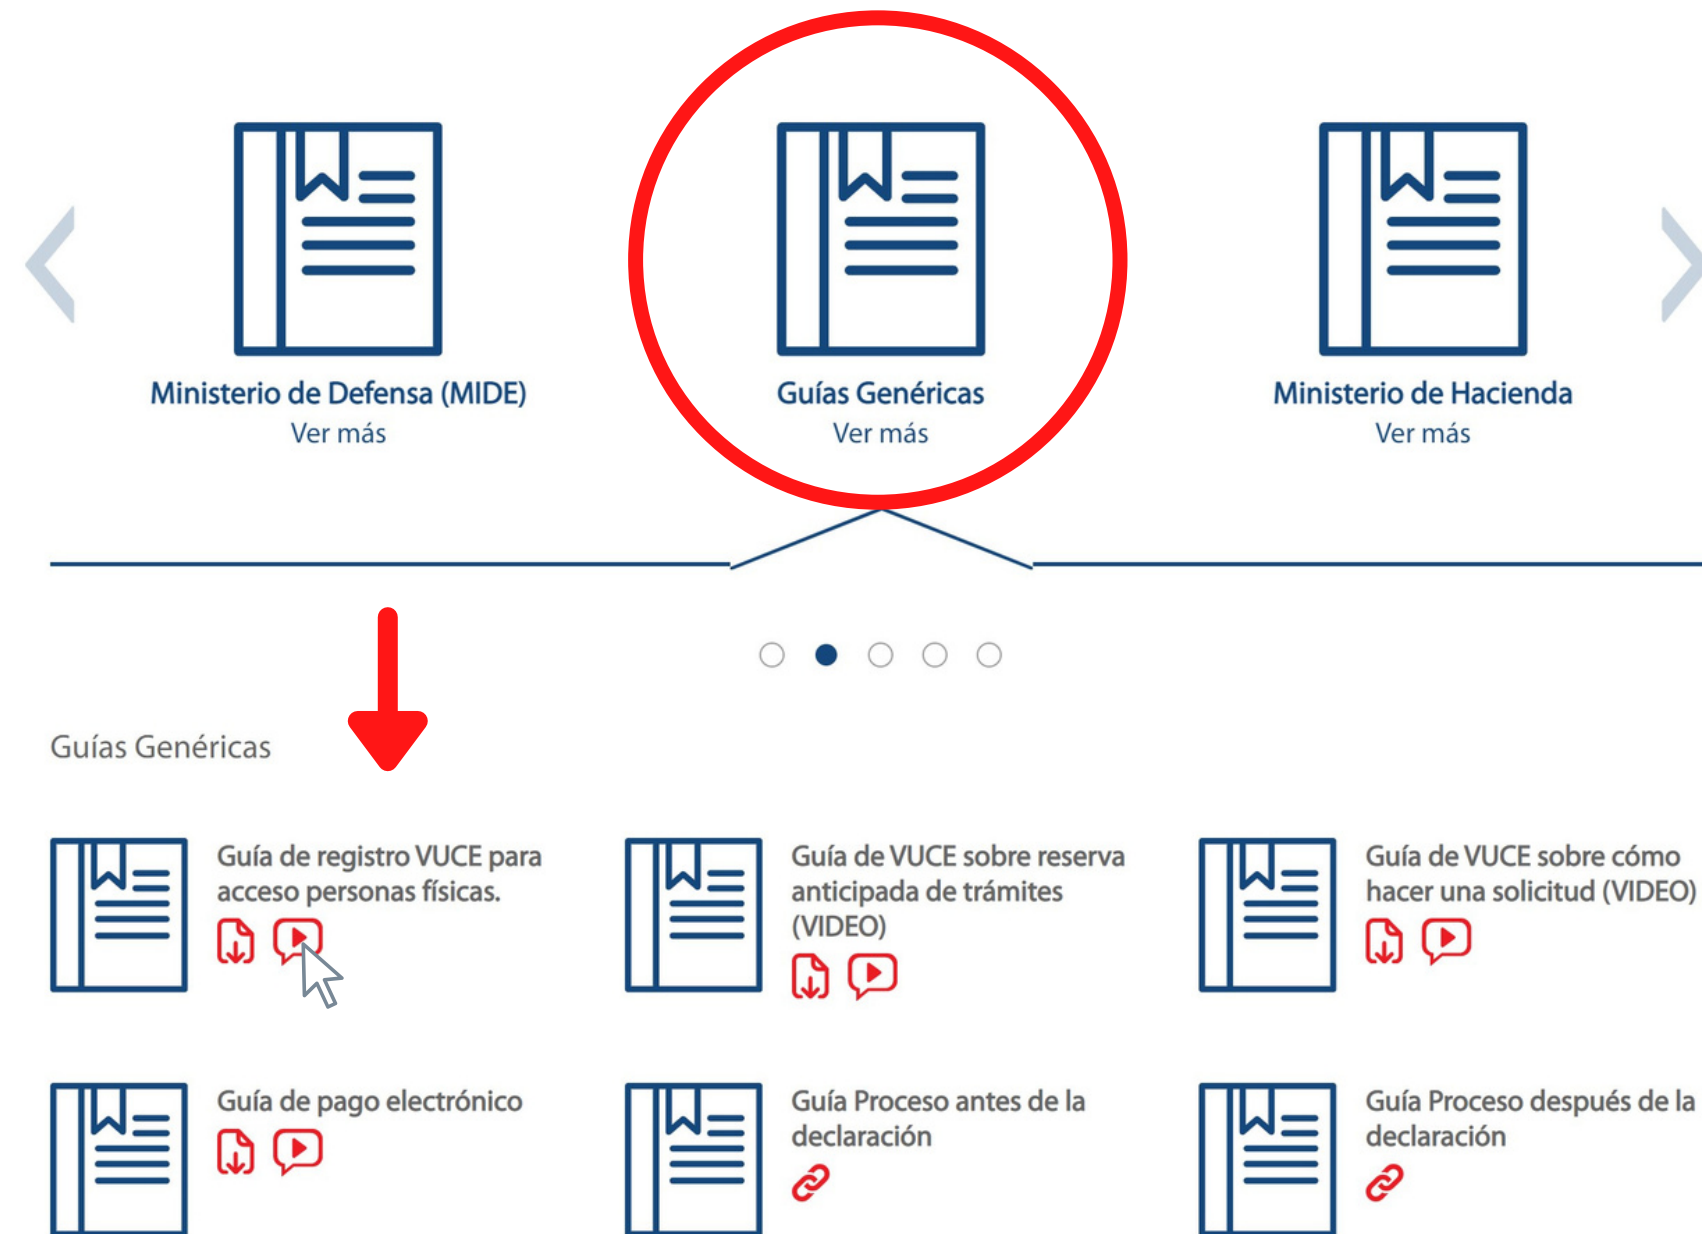 Ministerio de Defensa (MIDE)
Ver más
Guías Genéricas
Ver más
Ministerio de Hacienda
Ver más
Guías Genéricas
Guía de registro VUCE para
acceso personas físicas.
Guía de VUCE sobre reserva
anticipada de trámites
(VIDEO)
Guía de VUCE sobre cómo
hacer una solicitud (VIDEO)
Guía de pago electrónico
Guía Proceso antes de la
declaración
Guía Proceso después de la
declaración